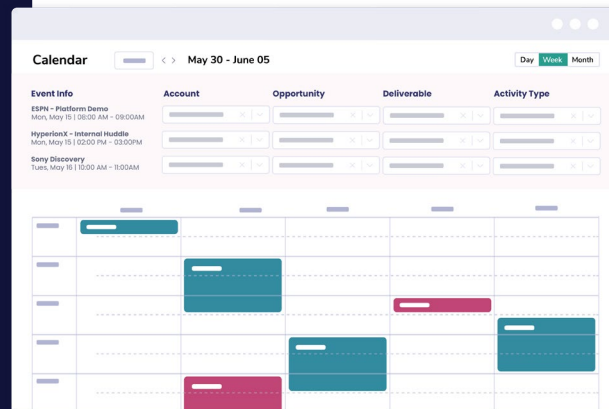 Calendar
May 30 - June 05
Day Week Month
Event Info Account Opportunity Deliverable Activity Type
ESPN - Platform Demo
Mon, May 15 | 06:00 AM - 09:00AM
HyperionX - Internal Huddle
Mon, May 15 | 02:00 PM - 03:00PM
Sony Discovery
Tues, May 16 | 10:00 AM - 11:00AM